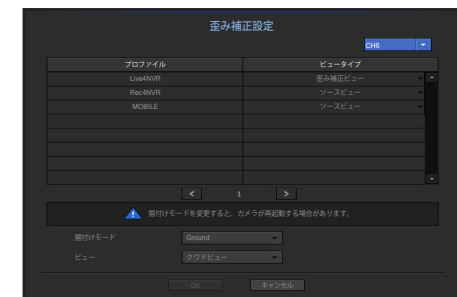 歪み補正設定
CH6
プロファイル ビュータイプ
Live4NVR 歪み補正ビュー
Rec4NVR ソースビュー
MOBILE ソースビュー
< 1 >
据付けモードを変更すると、カメラが再起動する場合があります。
据付けモード Ground
ビュー クワドビュー
OK キャンセル